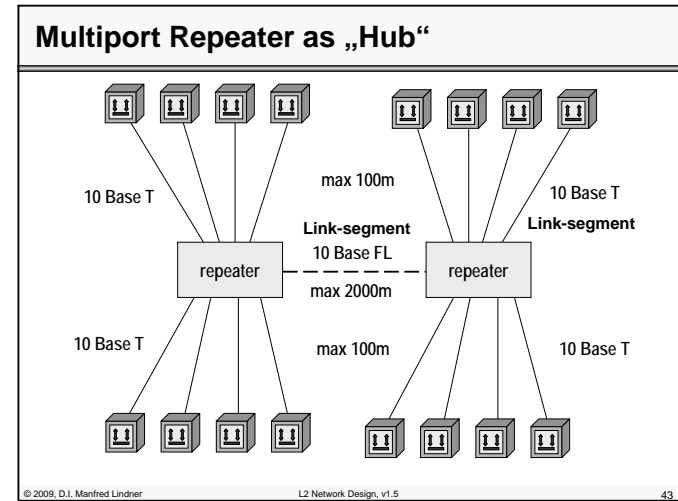 Multiport Repeater as „Hub“
max 100m
10 Base T
10 Base T
Link-segment
Link-segment
10 Base FL
repeater
repeater
max 2000m
10 Base T
max 100m
10 Base T
© 2009, D.I. Manfred Lindner
L2 Network Design, v1.5
43